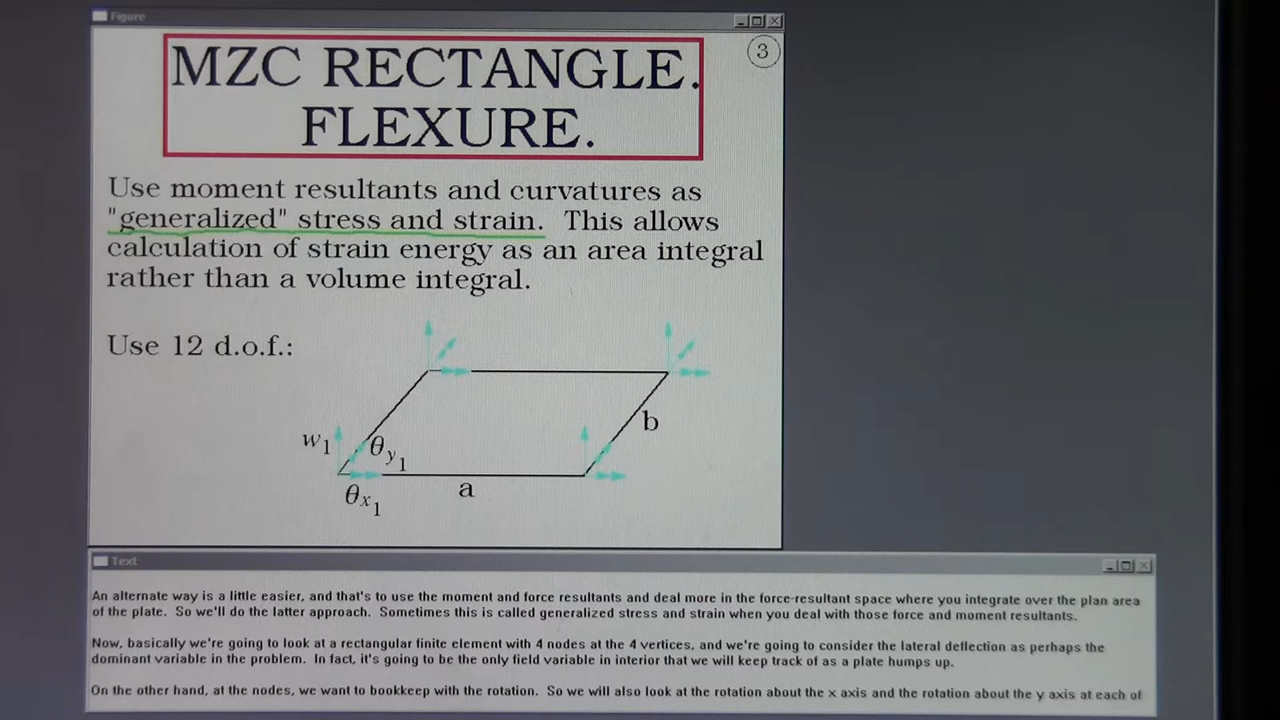 Figure
3
MZC RECTANGLE.
FLEXURE.
Use moment resultants and curvatures as
"generalized" stress and strain. This allows
calculation of strain energy as an area integral
rather than a volume integral.
Use 12 d.o.f.:
b
w1
θy1
a
θx1
Text
An alternate way is a little easier, and that's to use the moment and force resultants and deal more in the force-resultant space where you integrate over the plan area
of the plate. So we'll do the latter approach. Sometimes this is called generalized stress and strain when you deal with those force and moment resultants.
Now, basically we're going to look at a rectangular finite element with 4 nodes at the 4 vertices, and we're going to consider the lateral deflection as perhaps the
dominant variable in the problem. In fact, it's going to be the only field variable in interior that we will keep track of as a plate humps up.
On the other hand, at the nodes, we want to bookkeep with the rotation. So we will also look at the rotation about the x axis and the rotation about the y axis at each of